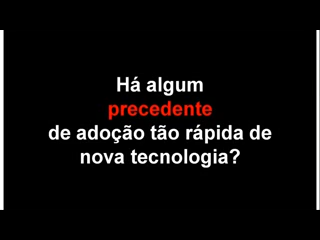 Há algum
precedente
de adoção tão rápida de
nova tecnologia?